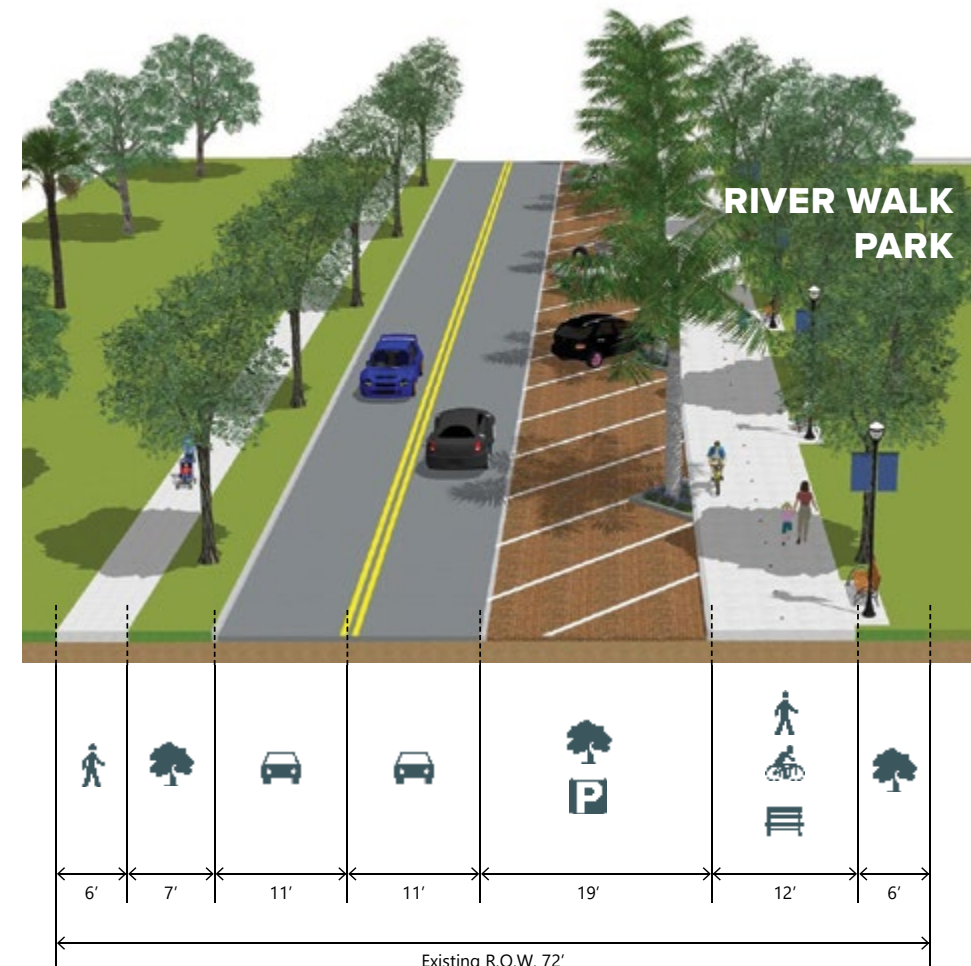 RIVER WALK
PARK
P
6′ 7′ 11′ 11′ 19′ 12′ 6′
Existing R.O.W. 72′